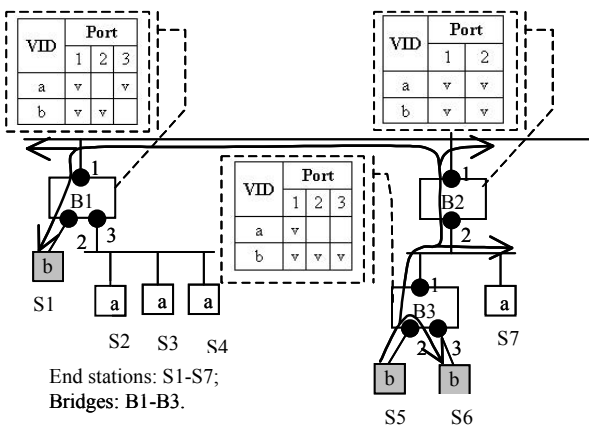 VID Port
1 2 3
a v v
b v v
VID Port
1 2
a v v
b v v
1
B1
2 3
b
S1
a a a
S2 S3 S4
VID Port
1 2 3
a v
b v v v
1
B2
2
1
B3
2 3
a
S7
b b
S5 S6
End stations: S1-S7;
Bridges: B1-B3.